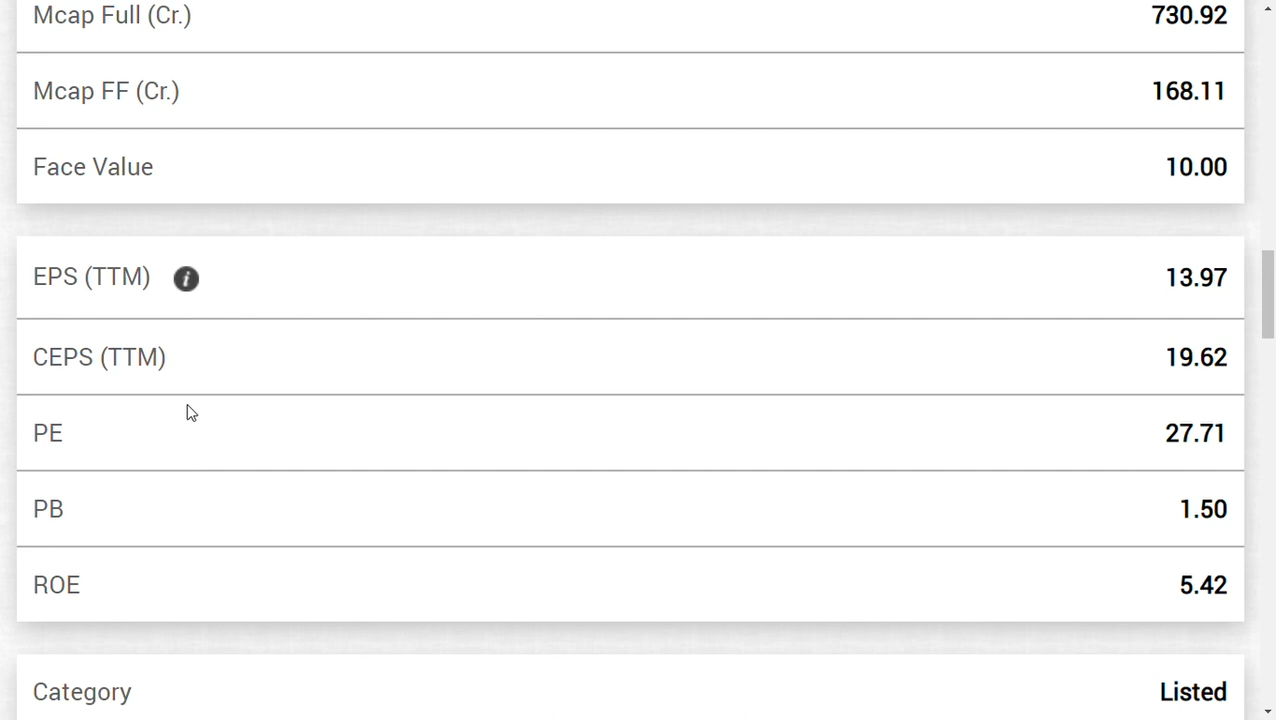 Mcap Full (Cr.) 730.92
Mcap FF (Cr.) 168.11
Face Value 10.00
EPS (TTM) i 13.97
CEPS (TTM) 19.62
PE 27.71
PB 1.50
ROE 5.42
Category Listed